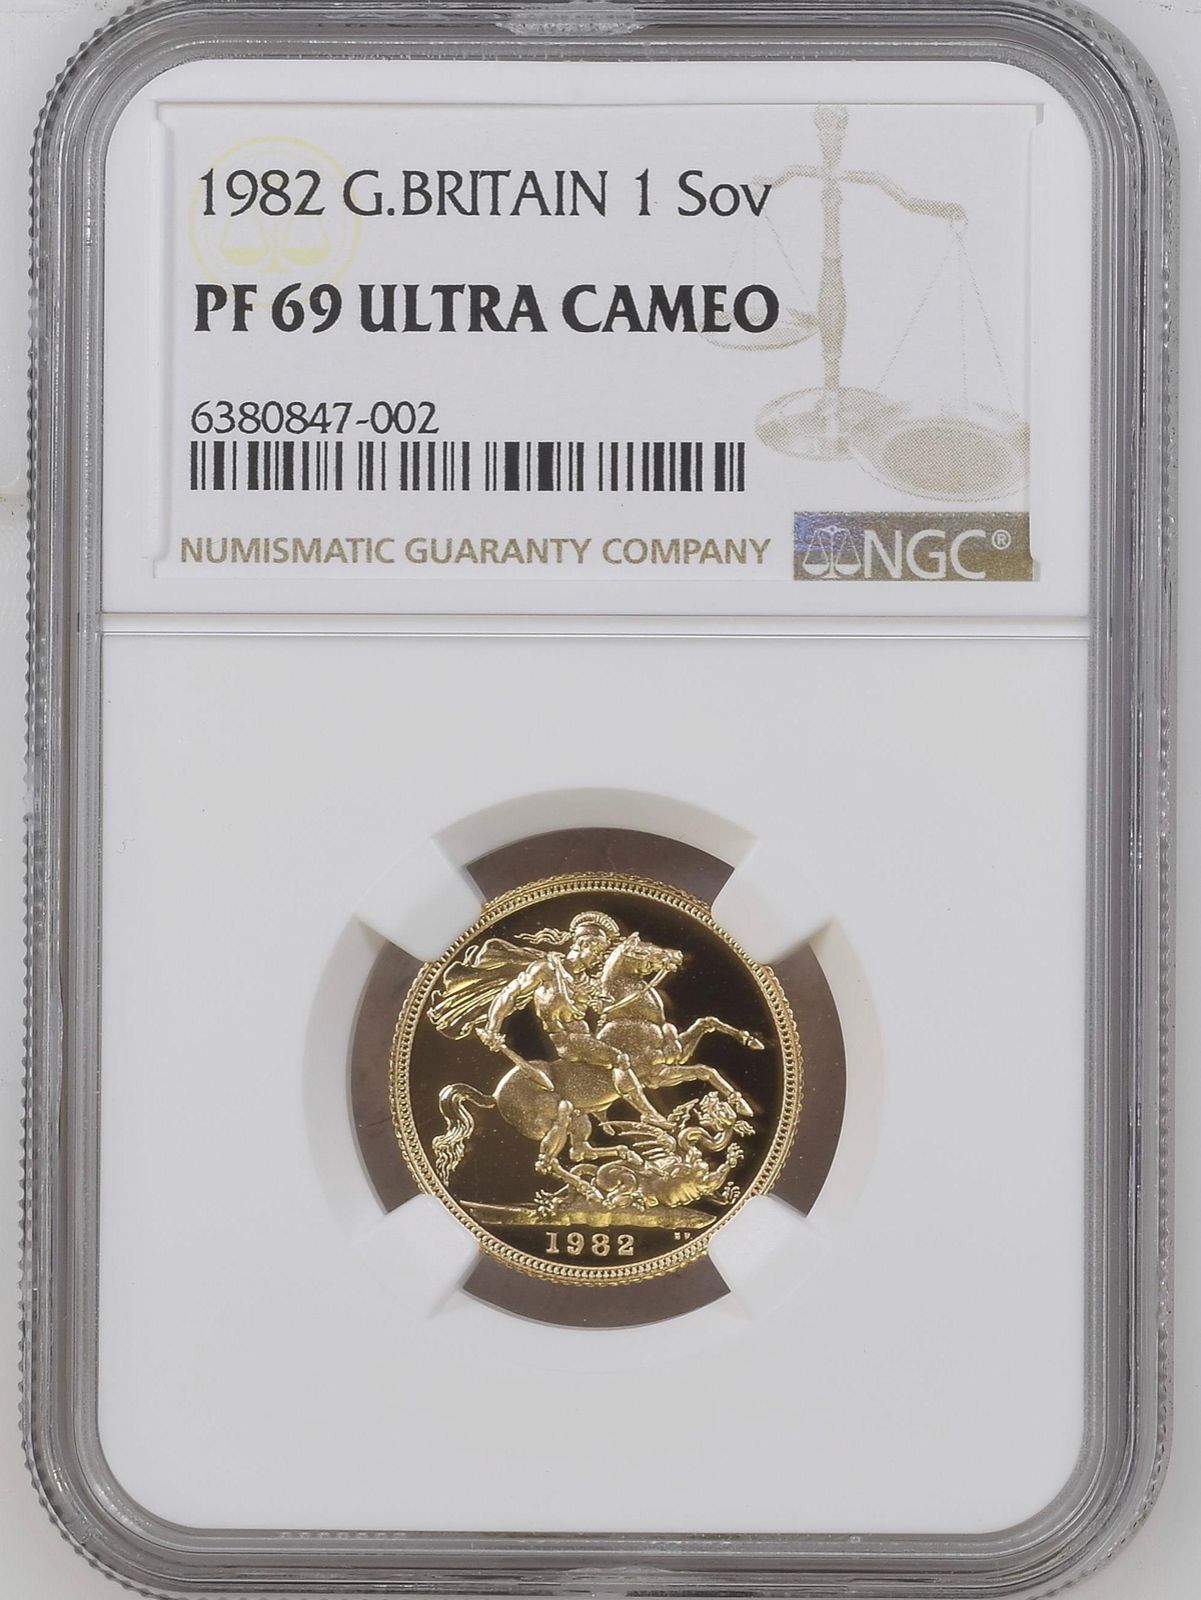 1982 G.BRITAIN 1 Sov
PF 69 ULTRA CAMEO
6380847-002
NUMISMATIC GUARANTY COMPANY
NGC®
1982